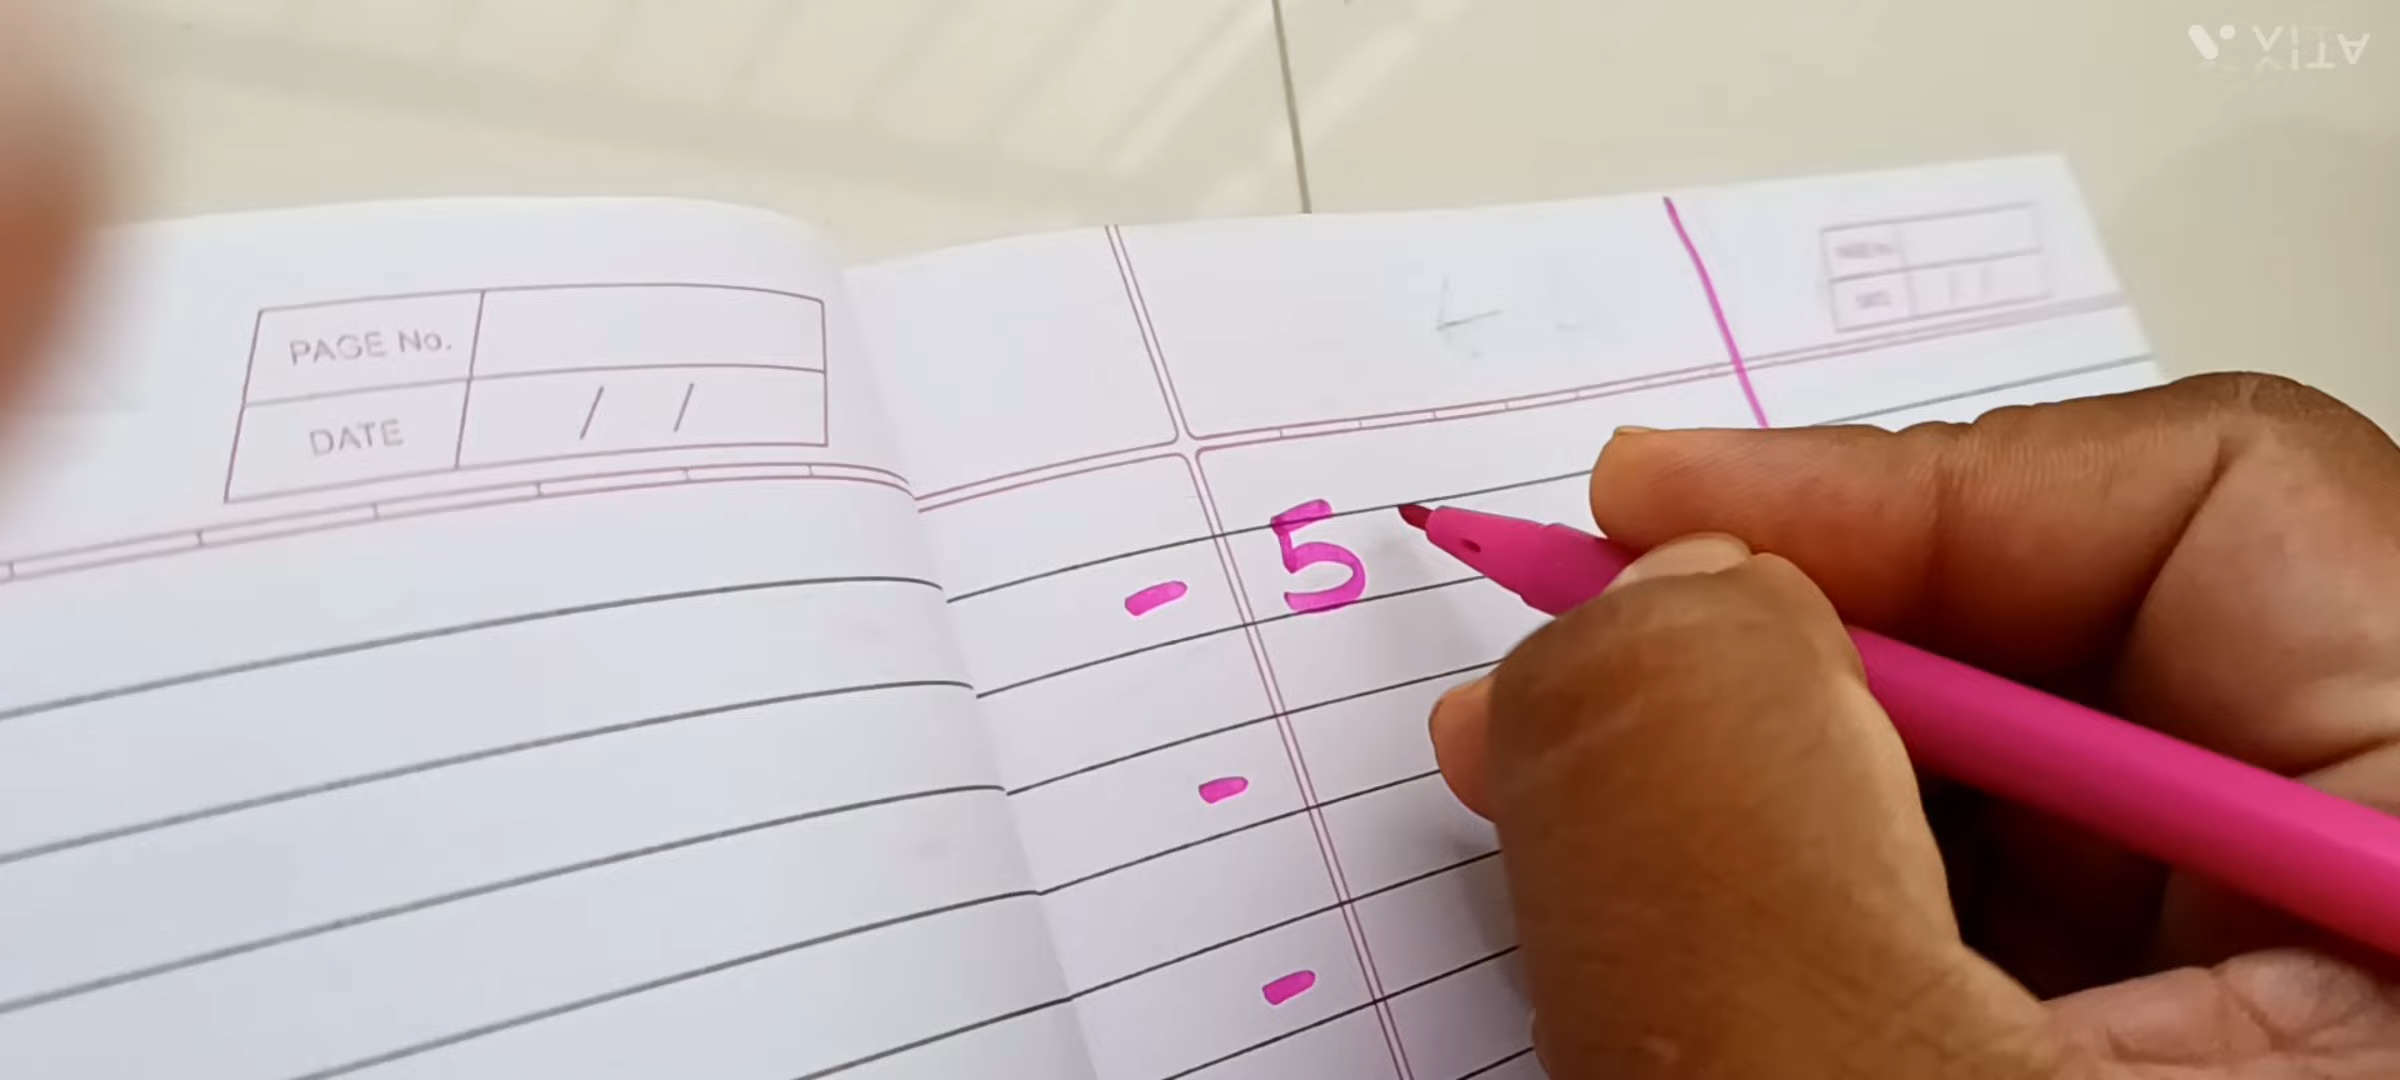 VITA
PAGE No.
DATE / /
- 5
-
-